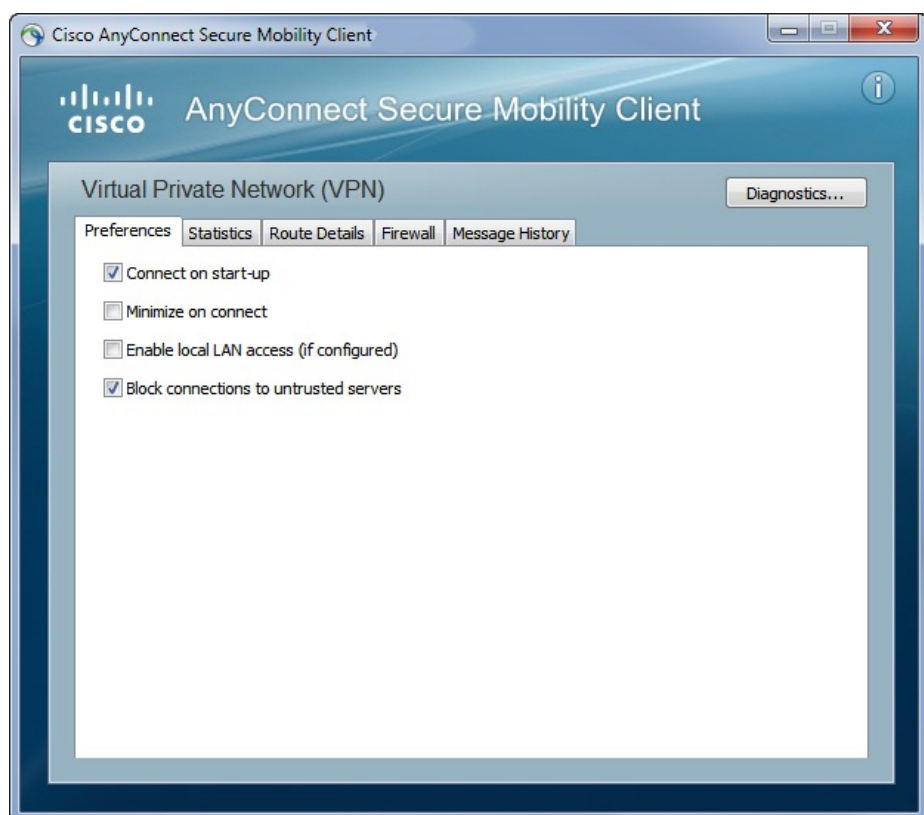 Cisco AnyConnect Secure Mobility Client
CISCO AnyConnect Secure Mobility Client
Virtual Private Network (VPN) Diagnostics...
Preferences Statistics Route Details Firewall Message History
Connect on start-up
Minimize on connect
Enable local LAN access (if configured)
Block connections to untrusted servers